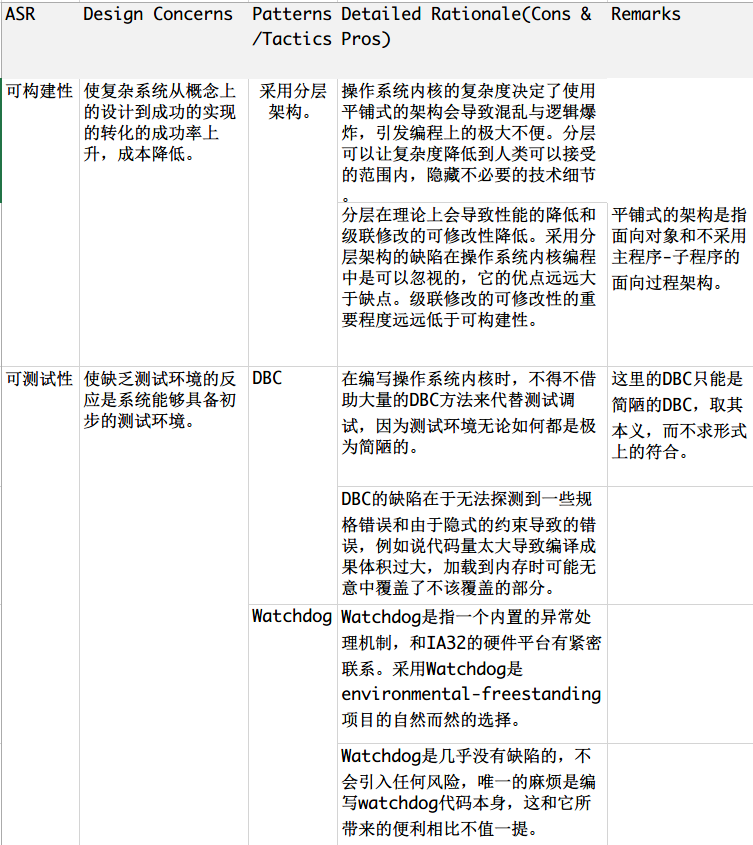 ASR
Design Concerns
Patterns
/Tactics
Detailed Rationale(Cons &
Pros)
Remarks
可构建性
使复杂系统从概念上
的设计到成功的实现
的转化的成功率上
升，成本降低。
采用分层
架构。
操作系统内核的复杂度决定了使用
平铺式的架构会导致混乱与逻辑爆
炸，引发编程上的极大不便。分层
可以让复杂度降低到人类可以接受
的范围内，隐藏不必要的技术细节
。
分层在理论上会导致性能的降低和
级联修改的可修改性降低。采用分
层架构的缺陷在操作系统内核编程
中是可以忽视的，它的优点远远大
于缺点。级联修改的可修改性的重
要程度远远低于可构建性。
平铺式的架构是指
面向对象和不采用
主程序-子程序的
面向过程架构。
可测试性
使缺乏测试环境的反
应是系统能够具备初
步的测试环境。
DBC
在编写操作系统内核时，不得不借
助大量的DBC方法来代替测试调
试，因为测试环境无论如何都是极
为简陋的。
这里的DBC只能是
简陋的DBC，取其
本义，而不求形式
上的符合。
DBC的缺陷在于无法探测到一些规
格错误和由于隐式的约束导致的错
误，例如说代码量太大导致编译成
果体积过大，加载到内存时可能无
意中覆盖了不该覆盖的部分。
Watchdog
Watchdog是指一个内置的异常处
理机制，和IA32的硬件平台有紧密
联系。采用Watchdog是
environmental-freestanding
项目的自然而然的选择。
Watchdog是几乎没有缺陷的，不
会引入任何风险，唯一的麻烦是编
写watchdog代码本身，这和它所
带来的便利相比不值一提。